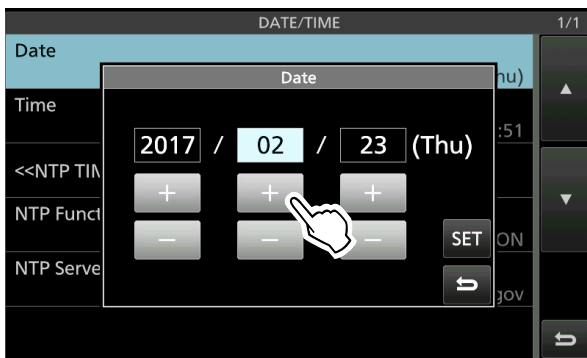 DATE/TIME 1/1
Date
Date
hu)
Time
:51
2017 / 02 / 23 (Thu)
<<NTP TIM
+ + +
NTP Funct
- - - SET ON
NTP Serve
gov